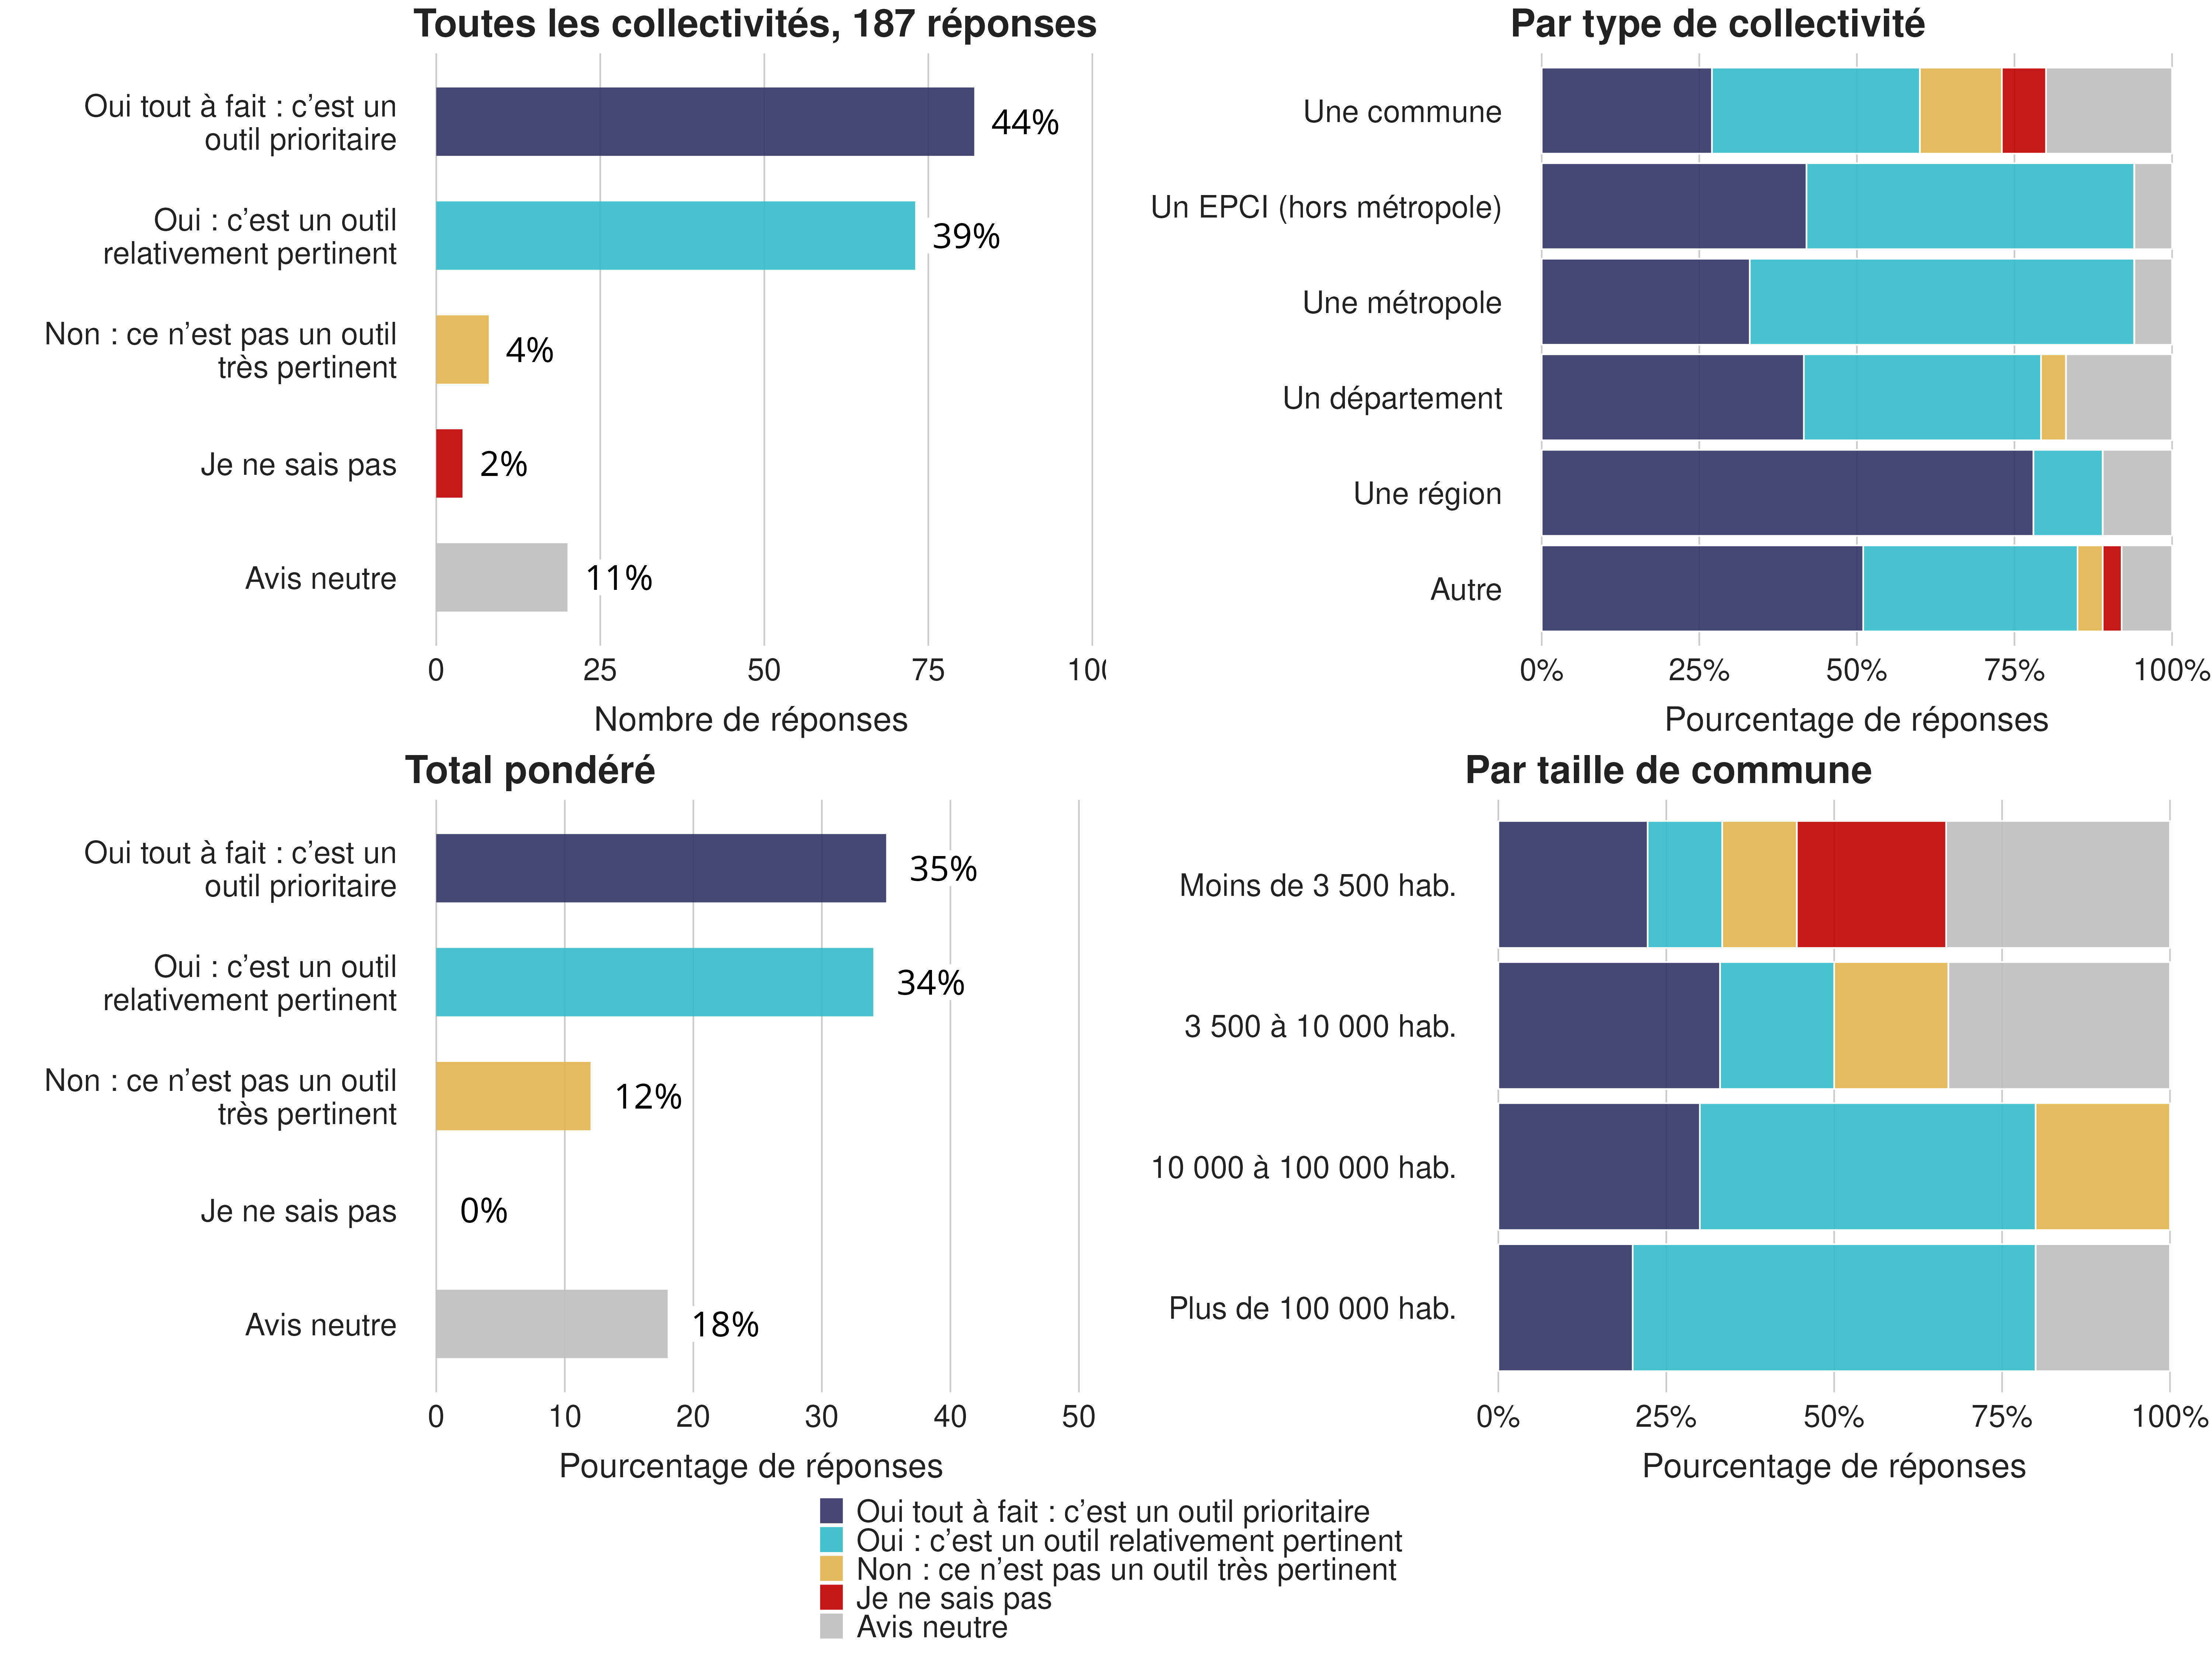 Toutes les collectivités, 187 réponses
Oui tout à fait : c’est un
outil prioritaire
44%
Oui : c’est un outil
relativement pertinent
39%
Non : ce n’est pas un outil
très pertinent
4%
Je ne sais pas
2%
Avis neutre
11%
0 25 50 75 10
Nombre de réponses
Par type de collectivité
Une commune
Un EPCI (hors métropole)
Une métropole
Un département
Une région
Autre
0% 25% 50% 75% 100%
Pourcentage de réponses
Total pondéré
Oui tout à fait : c’est un
outil prioritaire
35%
Oui : c’est un outil
relativement pertinent
34%
Non : ce n’est pas un outil
très pertinent
12%
Je ne sais pas
0%
Avis neutre
18%
0 10 20 30 40 50
Pourcentage de réponses
Par taille de commune
Moins de 3 500 hab.
3 500 à 10 000 hab.
10 000 à 100 000 hab.
Plus de 100 000 hab.
0% 25% 50% 75% 100%
Pourcentage de réponses
Oui tout à fait : c’est un outil prioritaire
Oui : c’est un outil relativement pertinent
Non : ce n’est pas un outil très pertinent
Je ne sais pas
Avis neutre